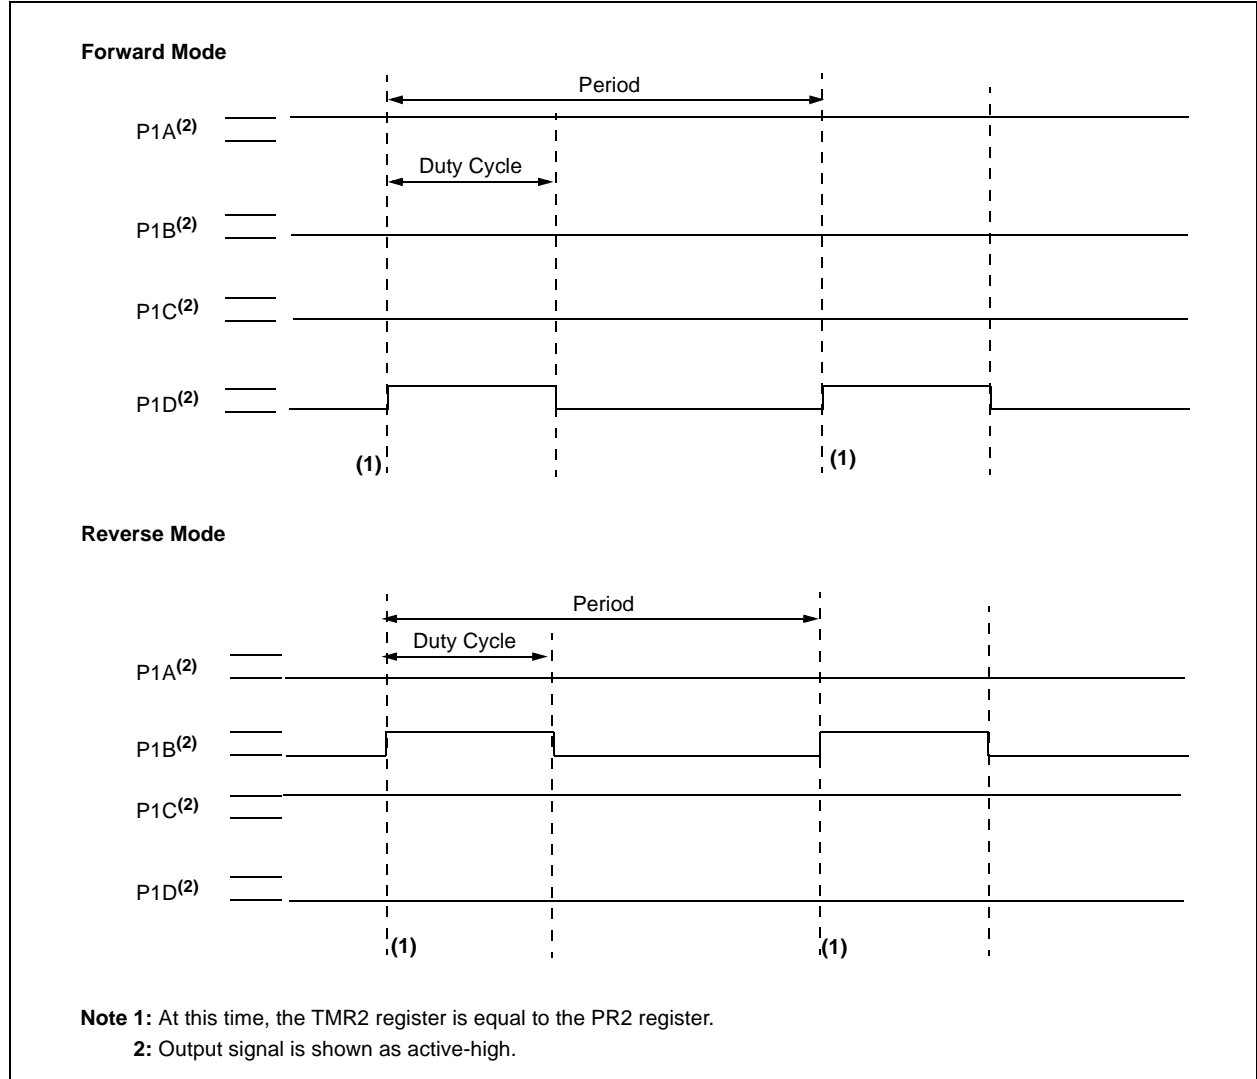 Forward Mode
Period
P1A(2)
Duty Cycle
P1B(2)
P1C(2)
P1D(2)
(1)
(1)
Reverse Mode
Period
Duty Cycle
P1A(2)
P1B(2)
P1C(2)
P1D(2)
(1)
(1)
Note 1: At this time, the TMR2 register is equal to the PR2 register.
2: Output signal is shown as active-high.